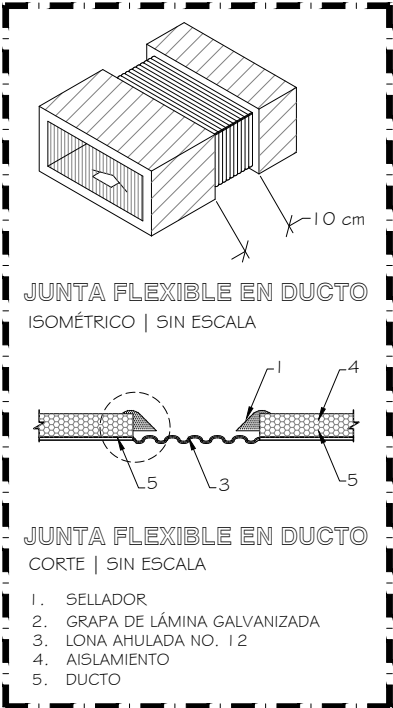 10 cm
JUNTA FLEXIBLE EN DUCTO
ISOMÉTRICO | SIN ESCALA
1
4
5
3
5
JUNTA FLEXIBLE EN DUCTO
CORTE | SIN ESCALA
1. SELLADOR
2. GRAPA DE LÁMINA GALVANIZADA
3. LONA AHULADA NO. 12
4. AISLAMIENTO
5. DUCTO